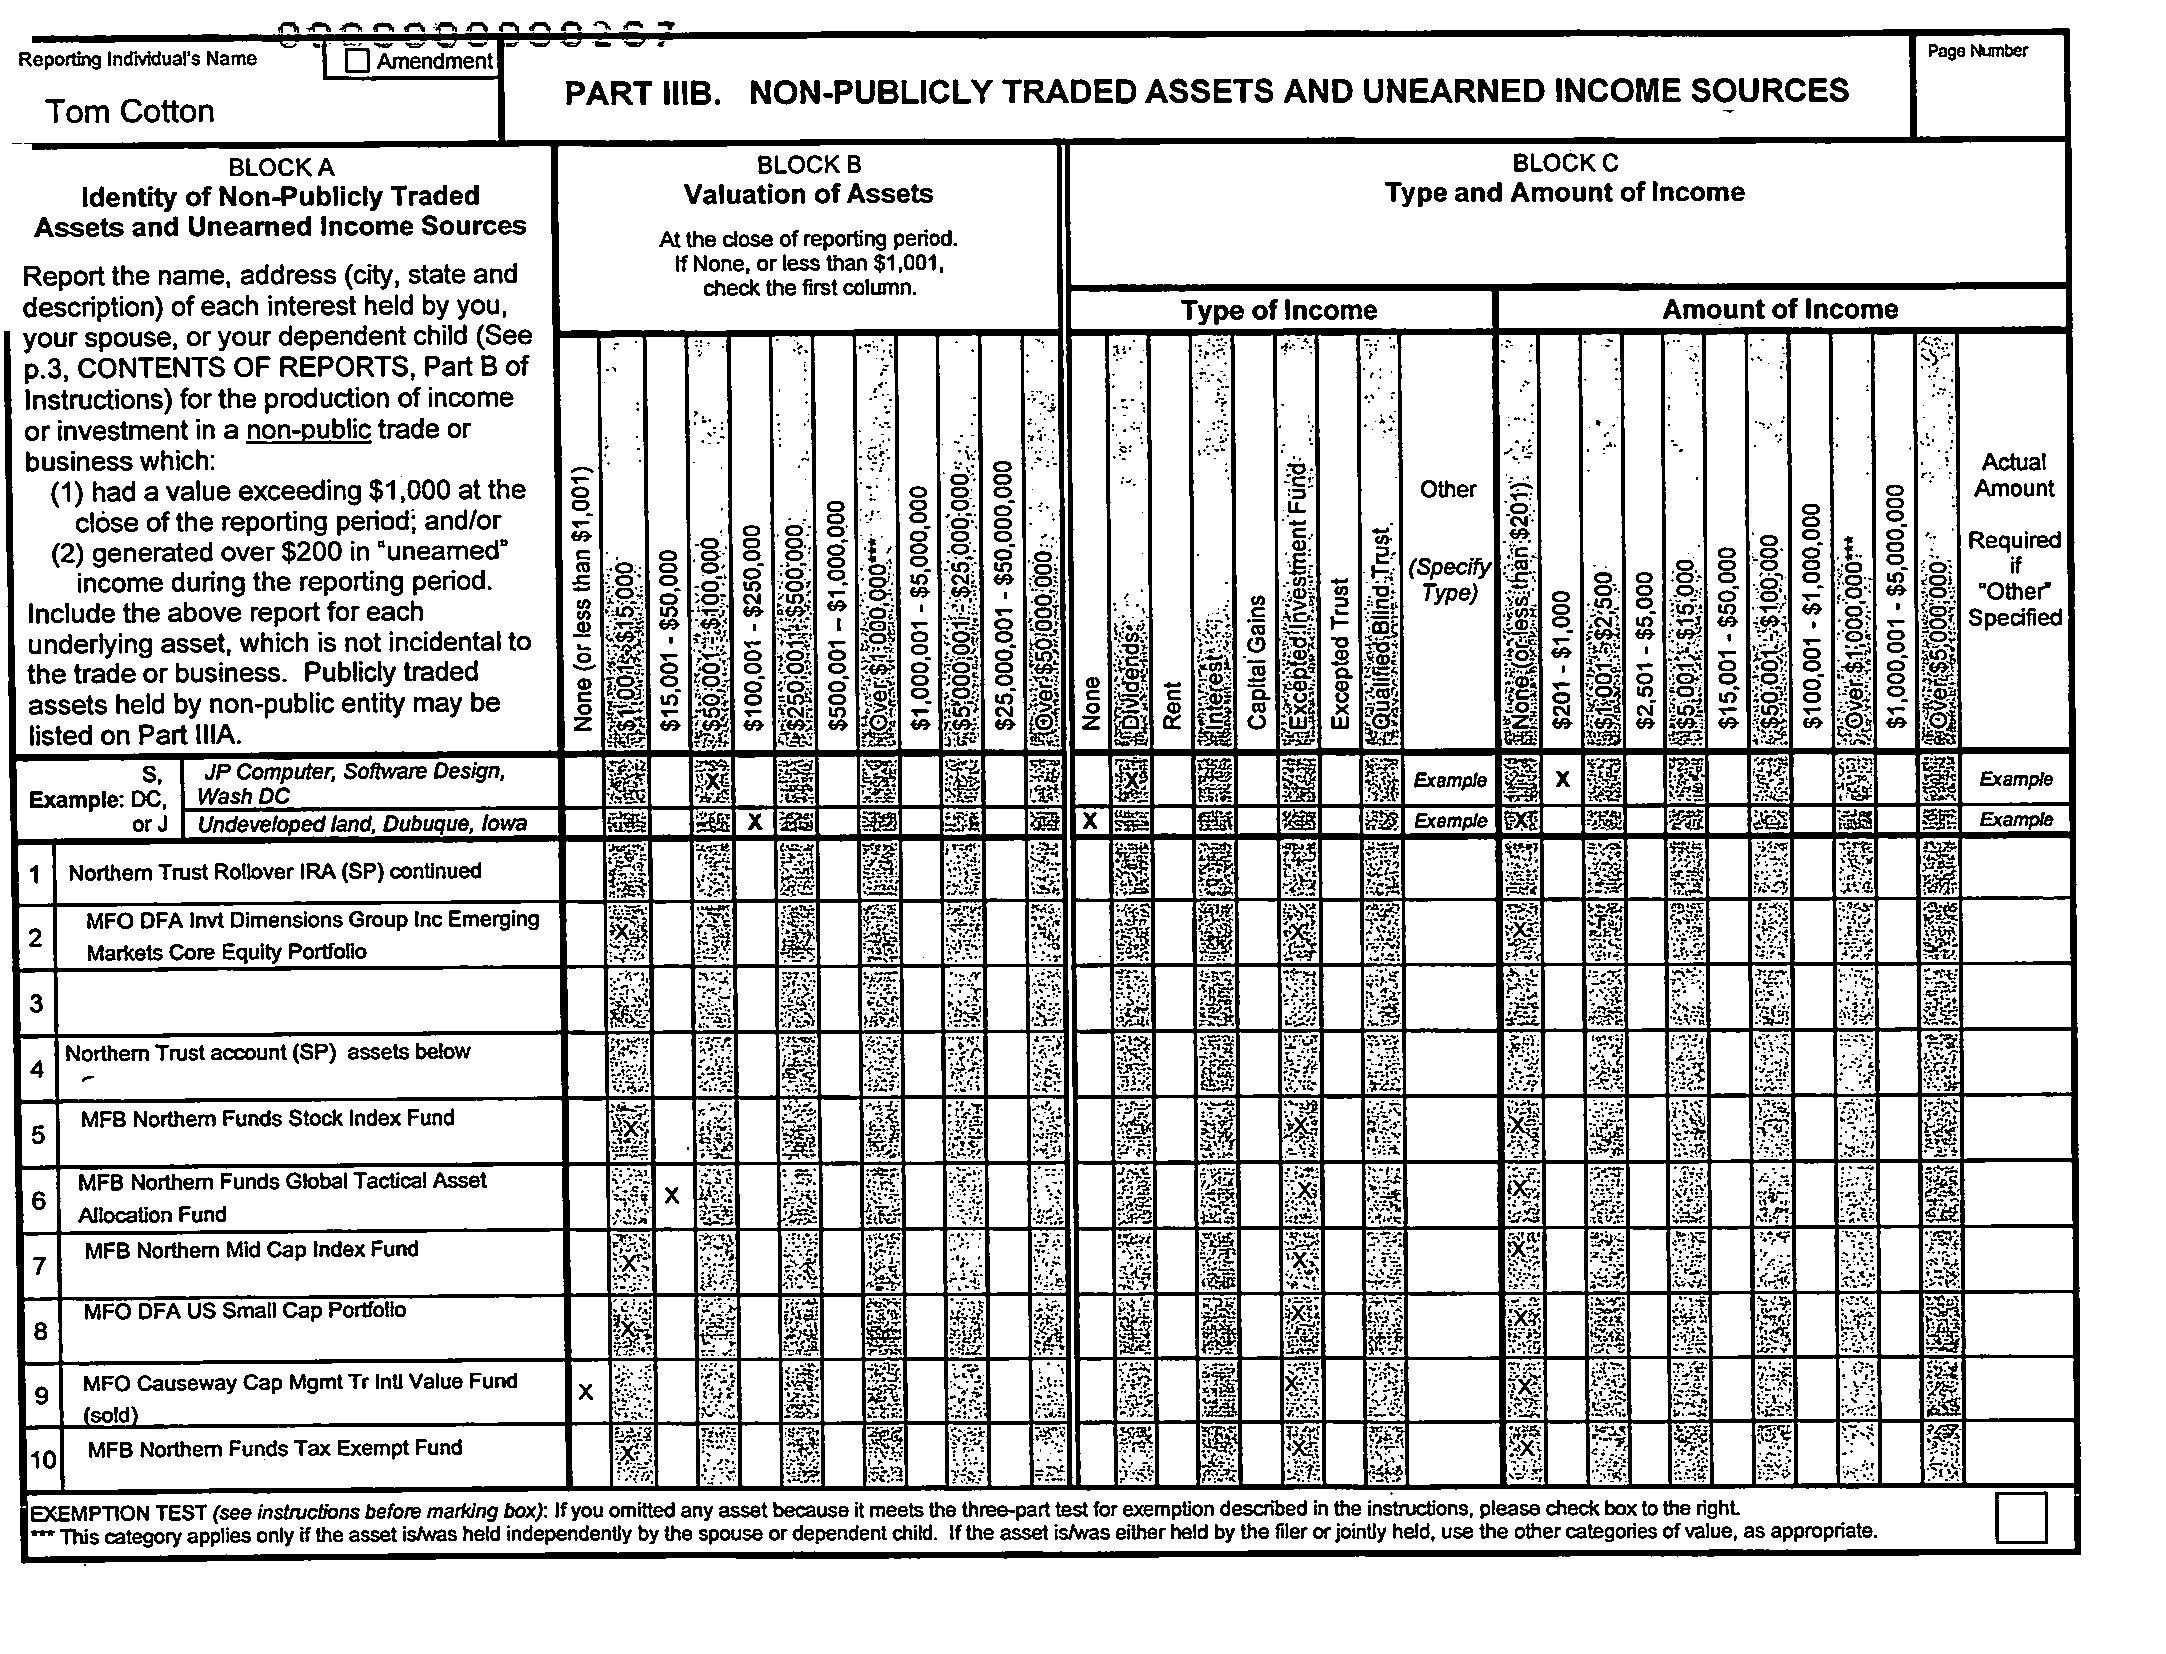 000000000267
Reporting Individual's Name
Amendment
Tom Cotton
PART IIIB. NON-PUBLICLY TRADED ASSETS AND UNEARNED INCOME SOURCES
Page Number
BLOCK A
Identity of Non-Publicly Traded
Assets and Unearned Income Sources
Report the name, address (city, state and
description) of each interest held by you,
your spouse, or your dependent child (See
p.3, CONTENTS OF REPORTS, Part B of
Instructions) for the production of income
or investment in a non-public trade or
business which:
(1) had a value exceeding $1,000 at the
close of the reporting period; and/or
(2) generated over $200 in "unearned"
income during the reporting period.
Include the above report for each
underlying asset, which is not incidental to
the trade or business. Publicly traded
assets held by non-public entity may be
listed on Part IIIA.
BLOCK B
Valuation of Assets
At the close of reporting period.
If None, or less than $1,001,
check the first column.
None (or less than $1,001)
$1,001 - $15,000
$15,001 - $50,000
$50,001 - $100,000
$100,001 - $250,000
$250,001 - $500,000
$500,001 - $1,000,000
Over $1,000,000***
$1,000,001 - $5,000,000
$5,000,001 - $25,000,000
$25,000,001 - $50,000,000
Over $50,000,000
BLOCK C
Type and Amount of Income
Type of Income
None
Dividends
Rent
Interest
Capital Gains
Excepted Investment Fund
Excepted Trust
Qualified Blind Trust
Other
(Specify
Type)
Amount of Income
None (or less than $201)
$201 - $1,000
$1,001 - $2,500
$2,501 - $5,000
$5,001 - $15,000
$15,001 - $50,000
$50,001 - $100,000
$100,001 - $1,000,000
Over $1,000,000***
$1,000,001 - $5,000,000
Over $5,000,000
Actual
Amount
Required
if
"Other"
Specified
Example:
S,
DC,
or J
JP Computer, Software Design,
Wash DC
X X Example X Example
Undeveloped land, Dubuque, Iowa X X Example X Example
1 Northern Trust Rollover IRA (SP) continued
2 MFO DFA Invt Dimensions Group Inc Emerging
Markets Core Equity Portfolio
X X X
3
4 Northern Trust account (SP) assets below
5 MFB Northern Funds Stock Index Fund X X X
6 MFB Northern Funds Global Tactical Asset
Allocation Fund
X X X
7 MFB Northern Mid Cap Index Fund X X X
8 MFO DFA US Small Cap Portfolio X X X
9 MFO Causeway Cap Mgmt Tr Intl Value Fund
(sold)
X X X
10 MFB Northern Funds Tax Exempt Fund X X X
EXEMPTION TEST (see instructions before marking box): If you omitted any asset because it meets the three-part test for exemption described in the instructions, please check box to the right.
*** This category applies only if the asset is/was held independently by the spouse or dependent child. If the asset is/was either held by the filer or jointly held, use the other categories of value, as appropriate.